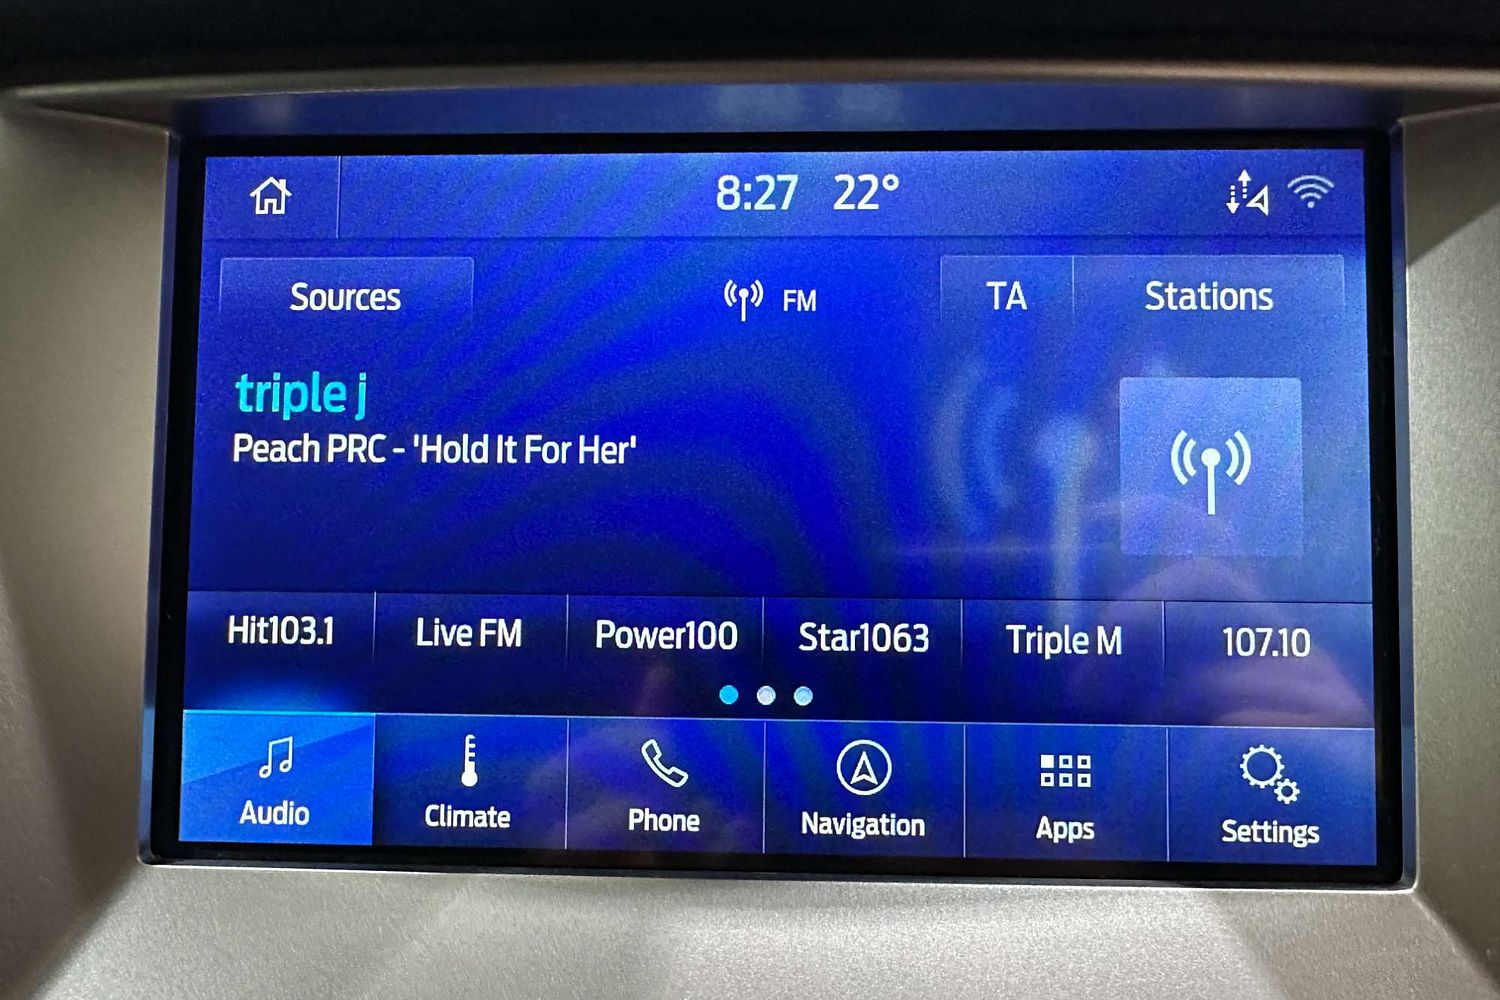 8:27 22°
Sources
FM
TA
Stations
triple j
Peach PRC - 'Hold It For Her'
Hit103.1
Live FM
Power100
Star1063
Triple M
107.10
Audio
Climate
Phone
Navigation
Apps
Settings